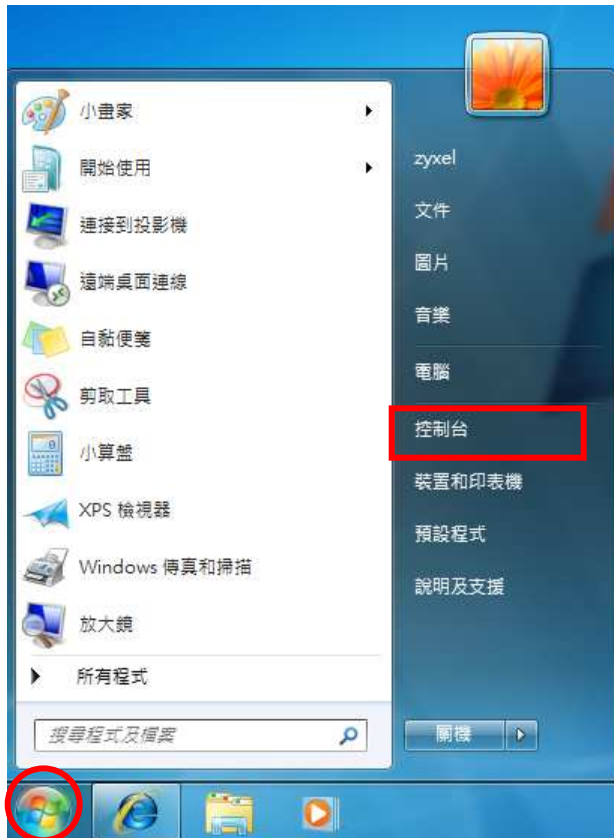 小畫家
開始使用
連接到投影機
遠端桌面連線
自黏便箋
剪取工具
小算盤
XPS 檢視器
Windows 傳真和掃描
放大鏡
所有程式
搜尋程式及檔案
zyxel
文件
圖片
音樂
電腦
控制台
裝置和印表機
預設程式
說明及支援
關機